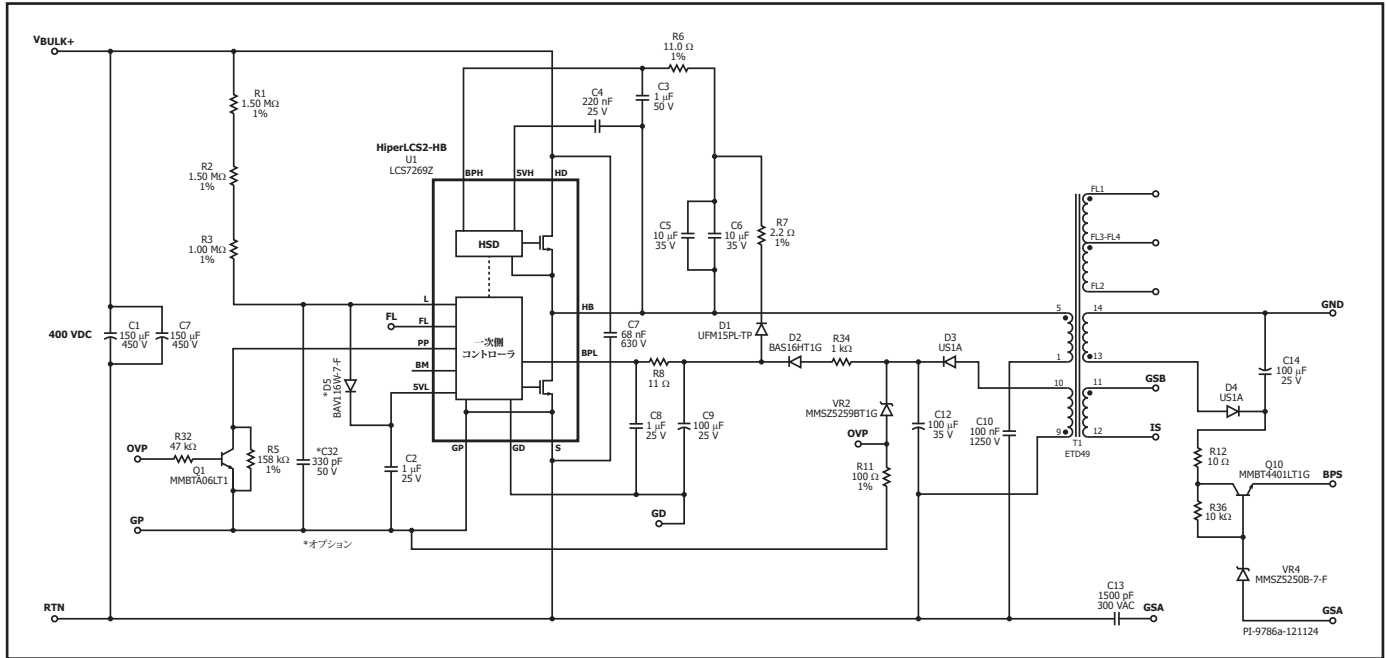 VBULK+
R1
1.50 MΩ
1%
R2
1.50 MΩ
1%
R3
1.00 MΩ
1%
400 VDC
C1
150 µF
450 V
C7
150 µF
450 V
HiperLCS2-HB
U1
LCS7269Z
BPH
5VH
HD
HSD
L
FL
FL
PP
BM
5VL
一次側
コントローラ
HB
BPL
GP
GD
S
C4
220 nF
25 V
C3
1 µF
50 V
R6
11.0 Ω
1%
C5
10 µF
35 V
C6
10 µF
35 V
R7
2.2 Ω
1%
C7
68 nF
630 V
D1
UFM15PL-TP
D2
BAS16HT1G
R34
1 kΩ
D3
US1A
R8
11 Ω
C8
1 µF
25 V
C9
100 µF
25 V
VR2
MMSZ5259BT1G
OVP
R11
100 Ω
1%
C12
100 µF
35 V
C10
100 nF
1250 V
*D5
BAV116W-7-F
OVP
R32
47 kΩ
Q1
MMBTA06LT1
R5
158 kΩ
1%
*C32
330 pF
50 V
C2
1 µF
25 V
GP
*オプション
GD
RTN
FL1
FL3-FL4
FL2
5
14
1
13
10
11
9
12
T1
ETD49
GND
C14
100 µF
25 V
D4
US1A
GSB
IS
R12
10 Ω
Q10
MMBT4401LT1G
BPS
R36
10 kΩ
VR4
MMSZ5250B-7-F
C13
1500 pF
300 VAC
GSA
GSA
PI-9786a-121124